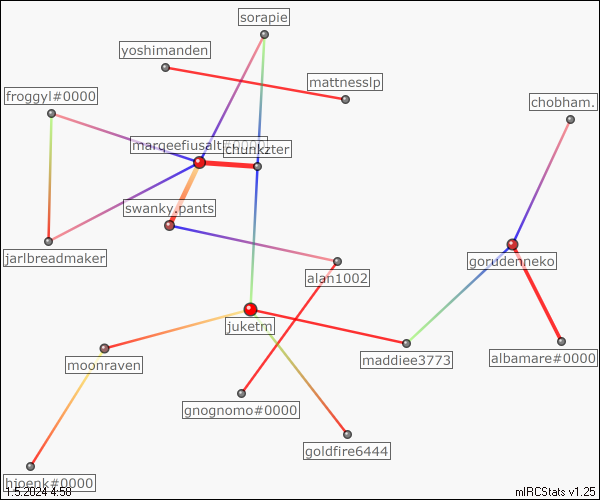 sorapie
yoshimanden
mattnesslp
froggyl#0000
chobham.
marqeefiusalt#0000
chunkzter
swanky.pants
jarlbreadmaker
gorudenneko
alan1002
juketm
maddiee3773
albamare#0000
moonraven
gnognomo#0000
goldfire6444
hjoenk#0000
1.5.2024 4:58
mIRCStats v1.25